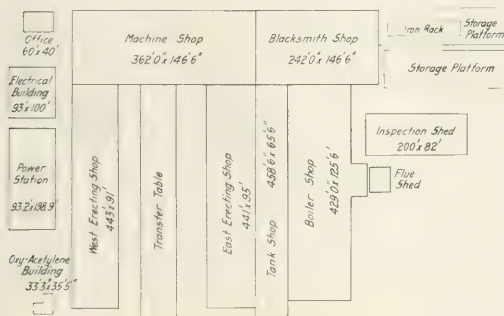 Office
60'x40'
Machine Shop
362'0"x146'6"
Blacksmith Shop
242'0"x146'6"
Iron Rack
Storage
Platform
Storage Platform
Electrical
Building
93'x100'
Inspection Shed
200'x82'
Flue
Shed
Power
Station
93.2'x198.9'
Oxy-Acetylene
Building
33'3"x35'5"
West Erecting Shop
443'x91'
Transfer Table
East Erecting Shop
441'x95'
Tank Shop 458'6"x65'6"
Boiler Shop
429'0"x125'6"